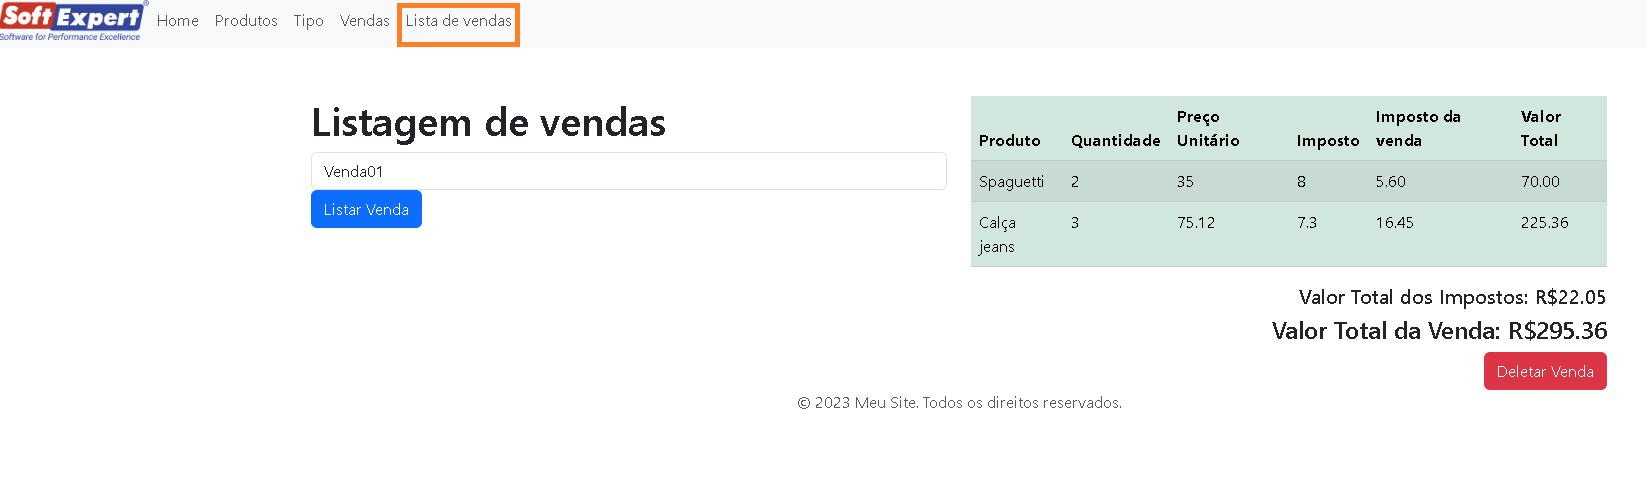 Soft Expert®
Software for Performance Excellence
Home Produtos Tipo Vendas Lista de vendas
Listagem de vendas
Venda01
Listar Venda
Produto Quantidade Preço Unitário Imposto Imposto da venda Valor Total
Spaguetti 2 35 8 5.60 70.00
Calça jeans 3 75.12 7.3 16.45 225.36
Valor Total dos Impostos: R$22.05
Valor Total da Venda: R$295.36
Deletar Venda
© 2023 Meu Site. Todos os direitos reservados.